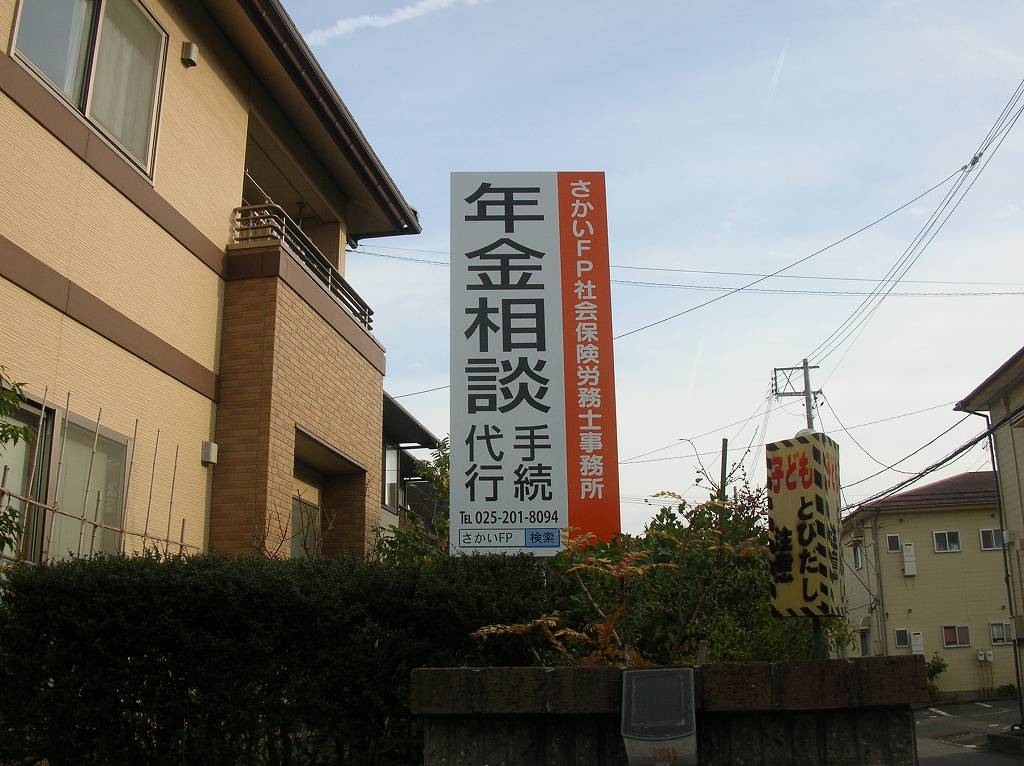 さかいFP社会保険労務士事務所
年金相談
手続
代行
TEL 025-201-8094
さかいFP 検索
子ども
とびだし
注意